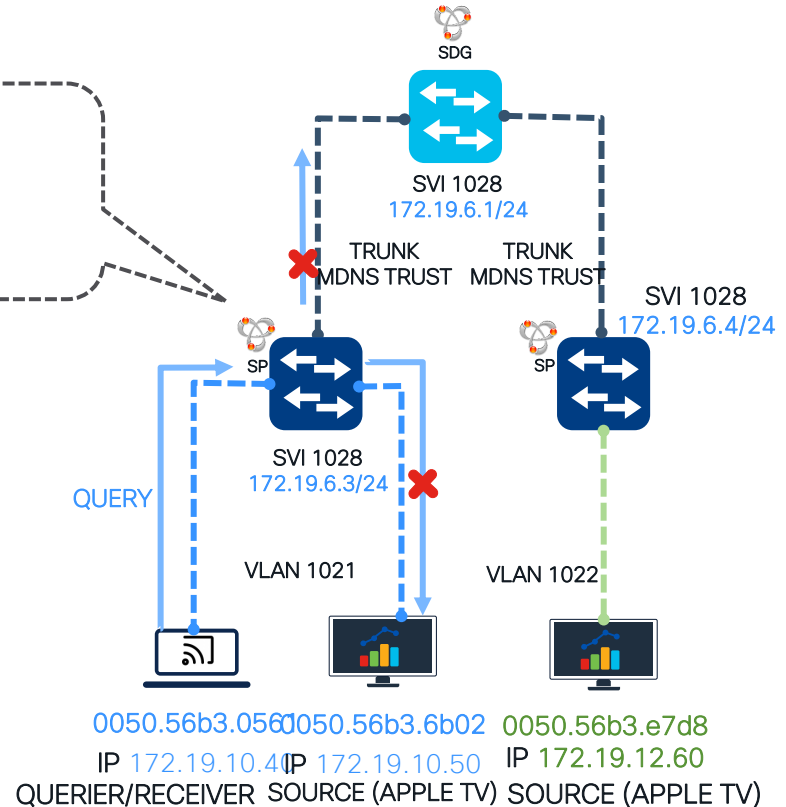 SDG
SVI 1028
172.19.6.1/24
TRUNK
MDNS TRUST
TRUNK
MDNS TRUST
SVI 1028
172.19.6.4/24
SP
SP
SVI 1028
172.19.6.3/24
QUERY
VLAN 1021
VLAN 1022
0050.56b3.0561
0050.56b3.6b02
0050.56b3.e7d8
IP 172.19.10.40
IP 172.19.10.50
IP 172.19.12.60
QUERIER/RECEIVER
SOURCE (APPLE TV)
SOURCE (APPLE TV)